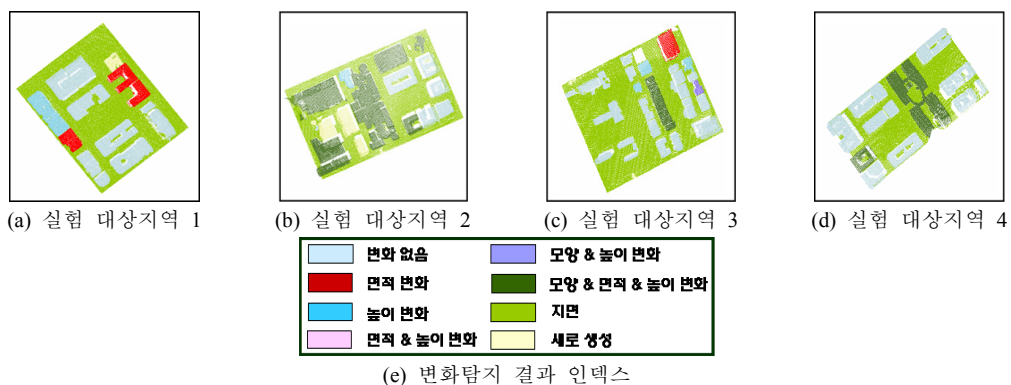 (a) 실험 대상지역 1
(b) 실험 대상지역 2
(c) 실험 대상지역 3
(d) 실험 대상지역 4
변화 없음
모양 & 높이 변화
면적 변화
모양 & 면적 & 높이 변화
높이 변화
지면
면적 & 높이 변화
새로 생성
(e) 변화탐지 결과 인덱스